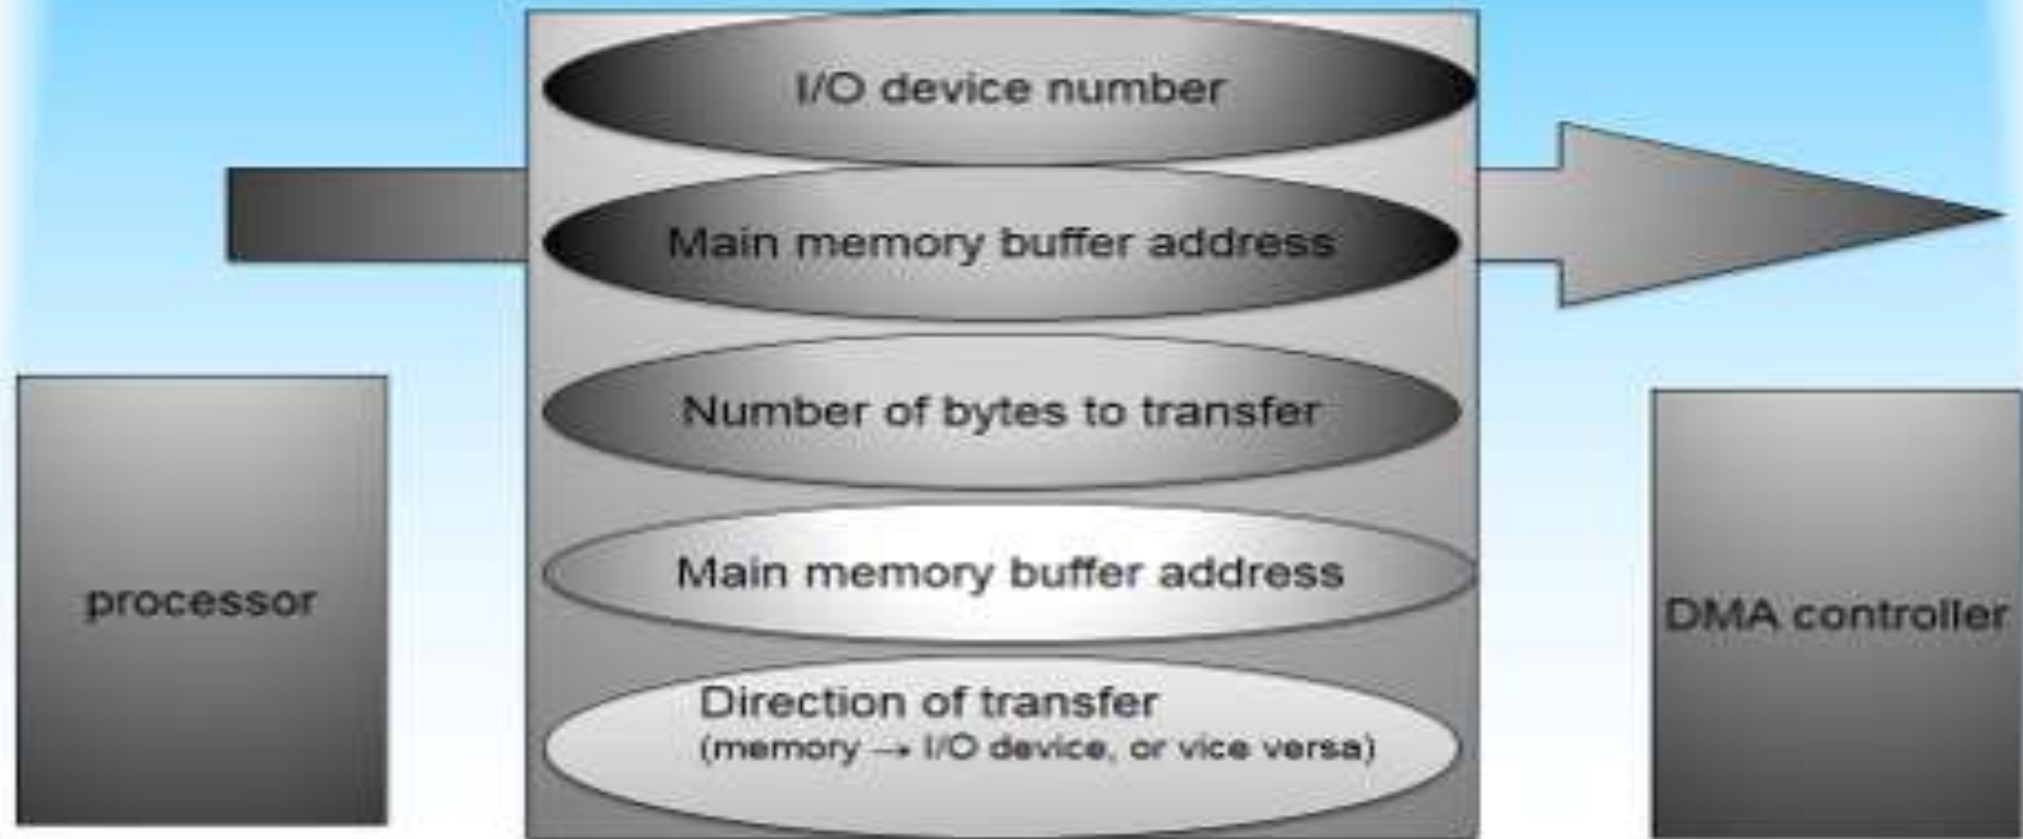 I/O device number
Main memory buffer address
Number of bytes to transfer
Main memory buffer address
Direction of transfer
(memory → I/O device, or vice versa)
processor
DMA controller